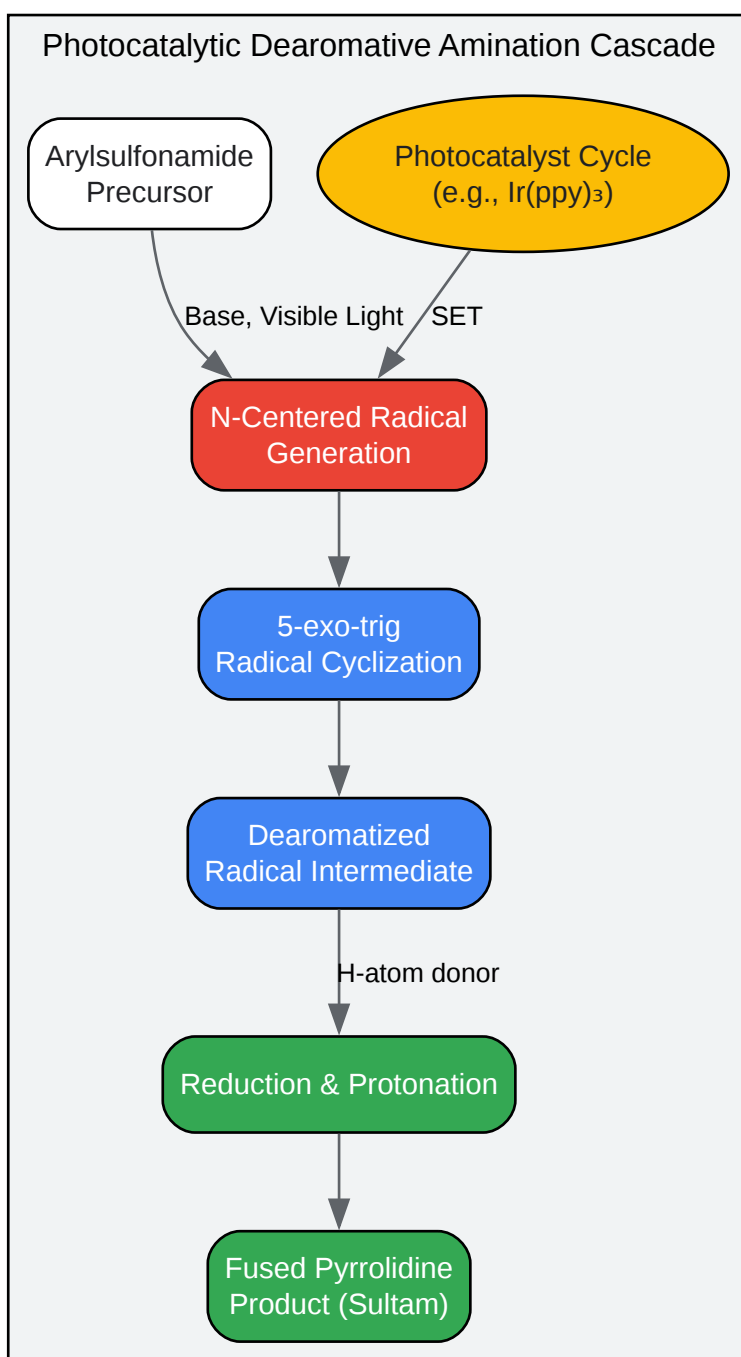 Photocatalytic Dearomative Amination Cascade
Arylsulfonamide
Precursor
Photocatalyst Cycle
(e.g., Ir(ppy)₃)
Base, Visible Light
SET
N-Centered Radical
Generation
5-exo-trig
Radical Cyclization
Dearomatized
Radical Intermediate
H-atom donor
Reduction & Protonation
Fused Pyrrolidine
Product (Sultam)